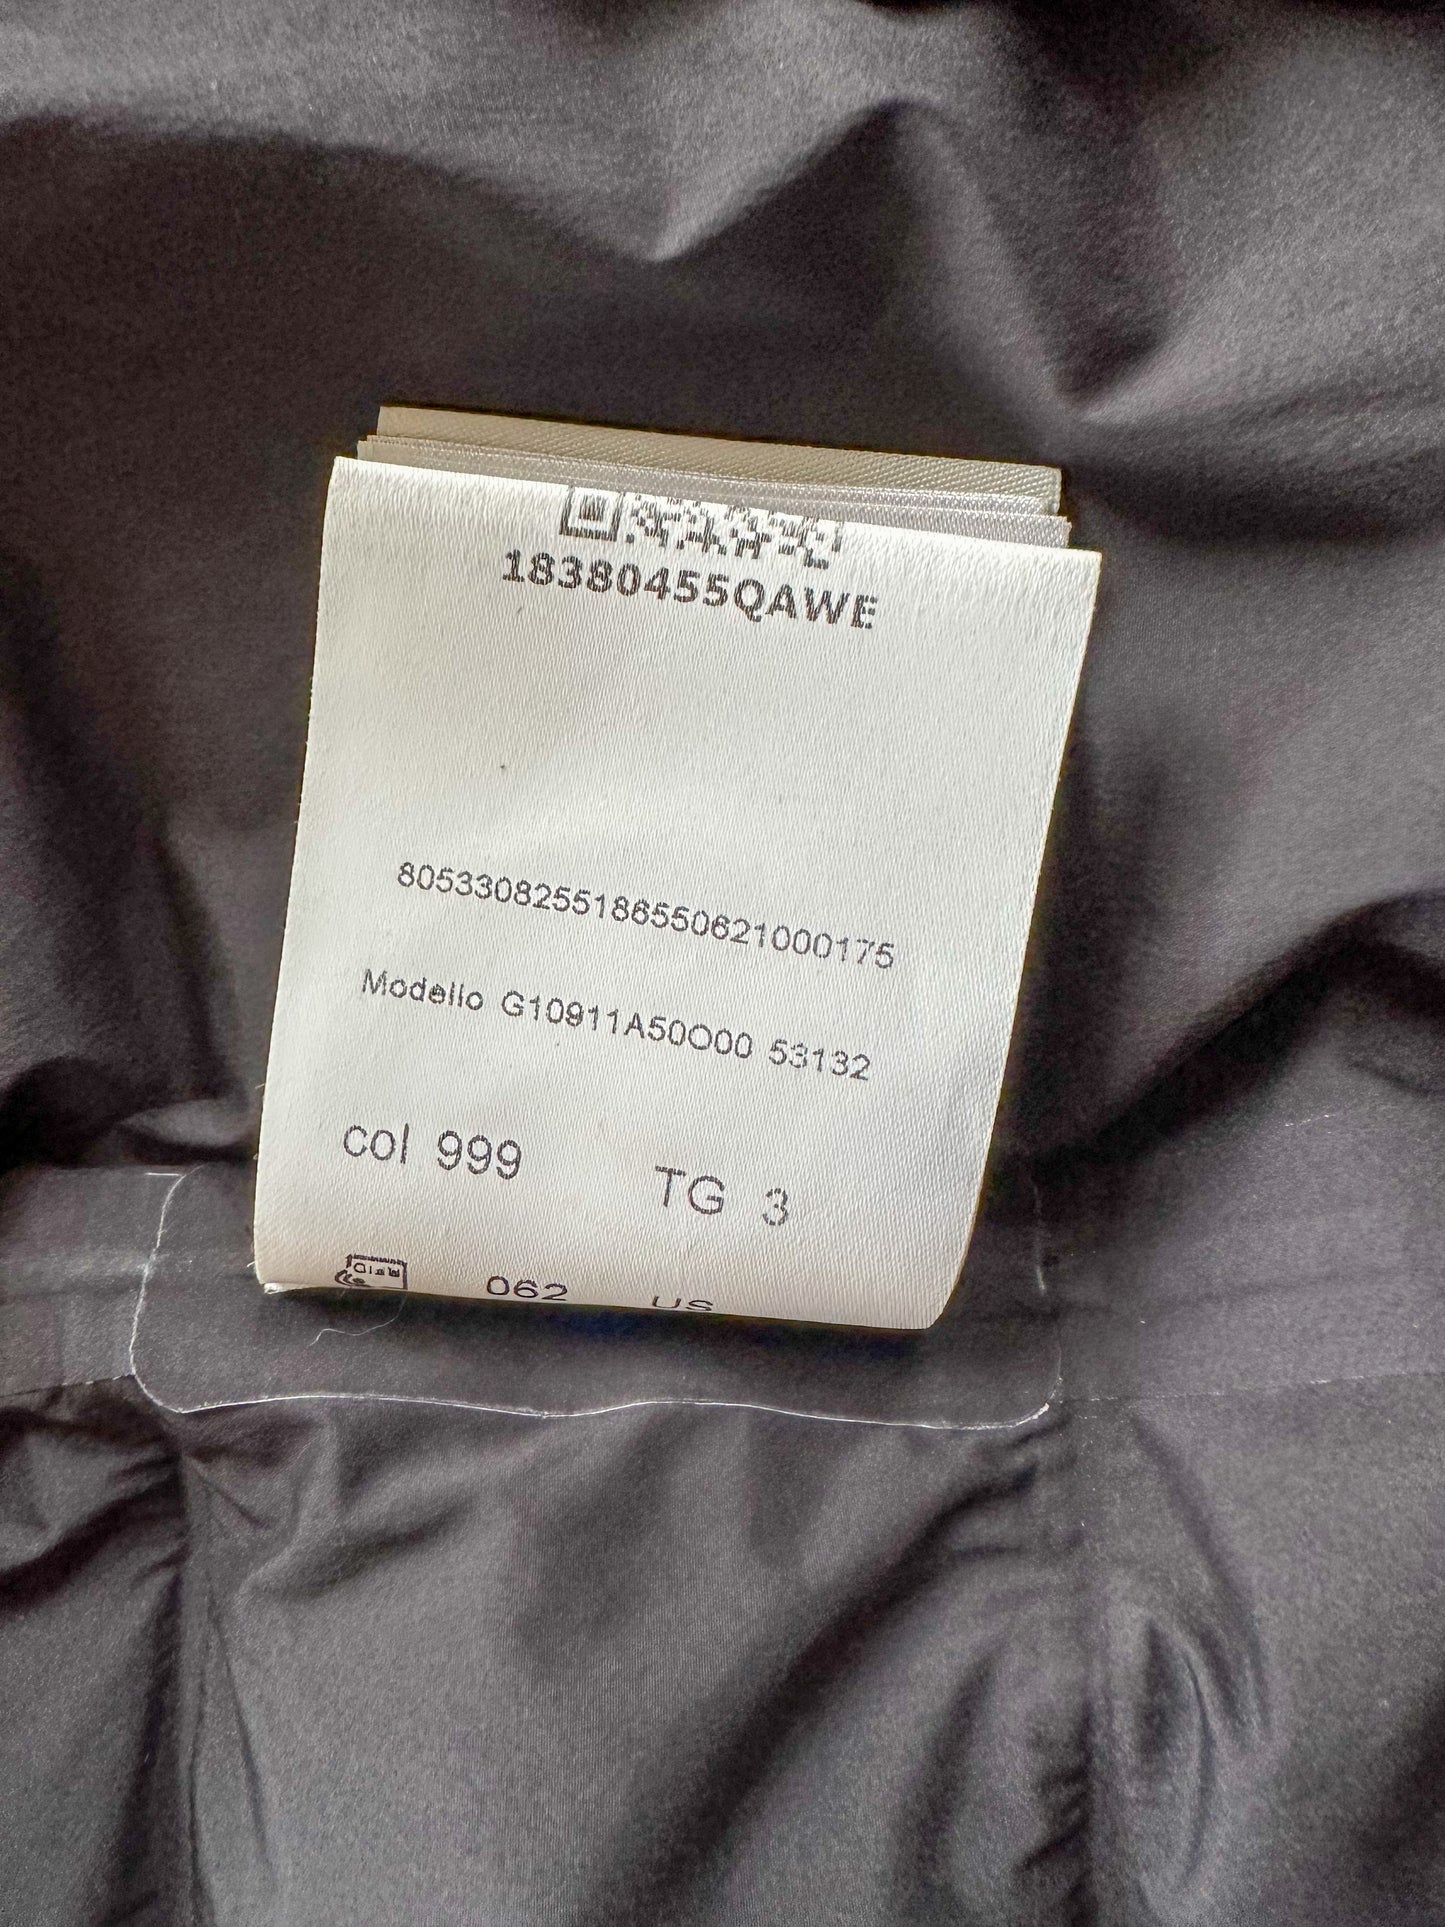 18380455QAWE
8053308255186550621000175
Modello G10911A50O00 53132
col 999 TG 3
062 US